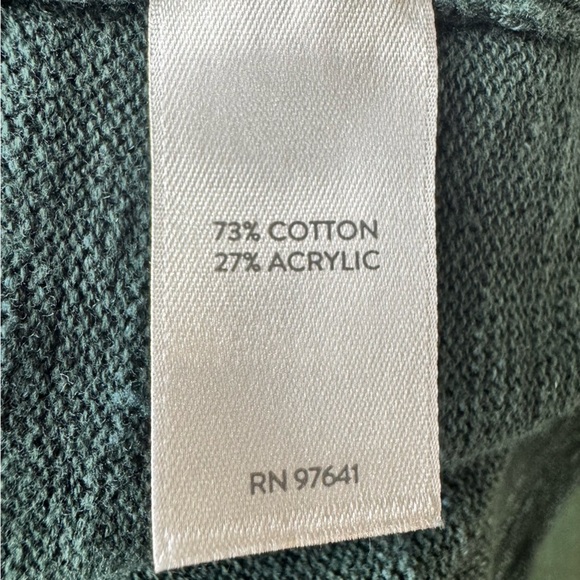 73% COTTON
27% ACRYLIC
RN 97641